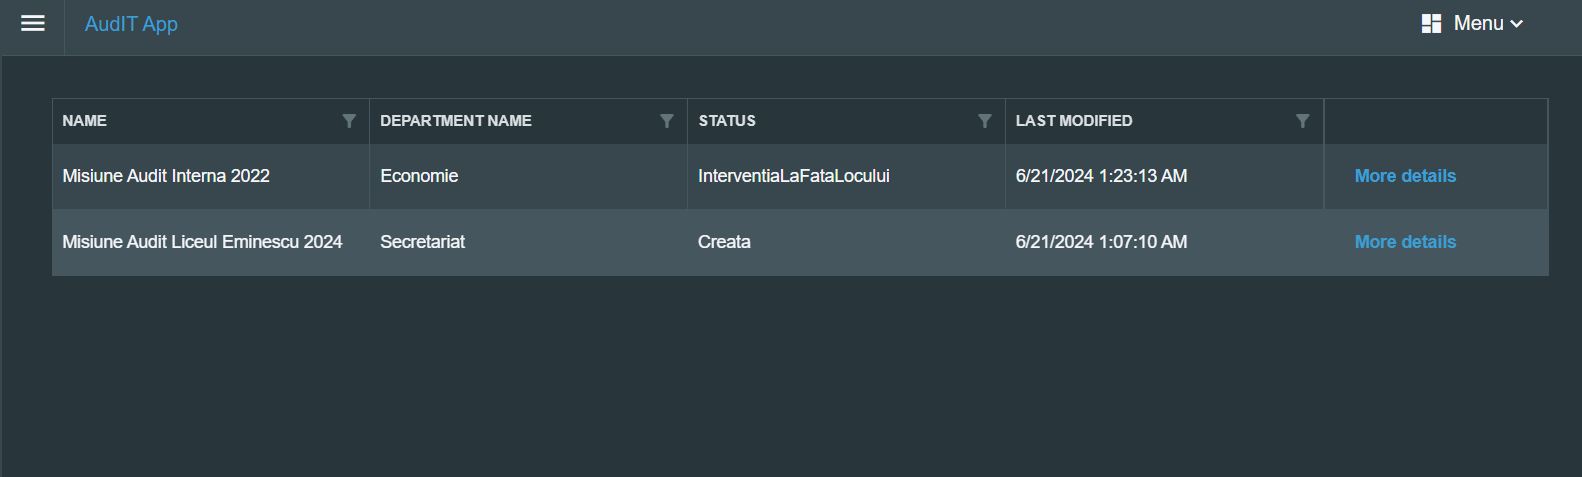 AudIT App
Menu
NAME DEPARTMENT NAME STATUS LAST MODIFIED
Misiune Audit Interna 2022 Economie InterventiaLaFataLocului 6/21/2024 1:23:13 AM More details
Misiune Audit Liceul Eminescu 2024 Secretariat Creata 6/21/2024 1:07:10 AM More details